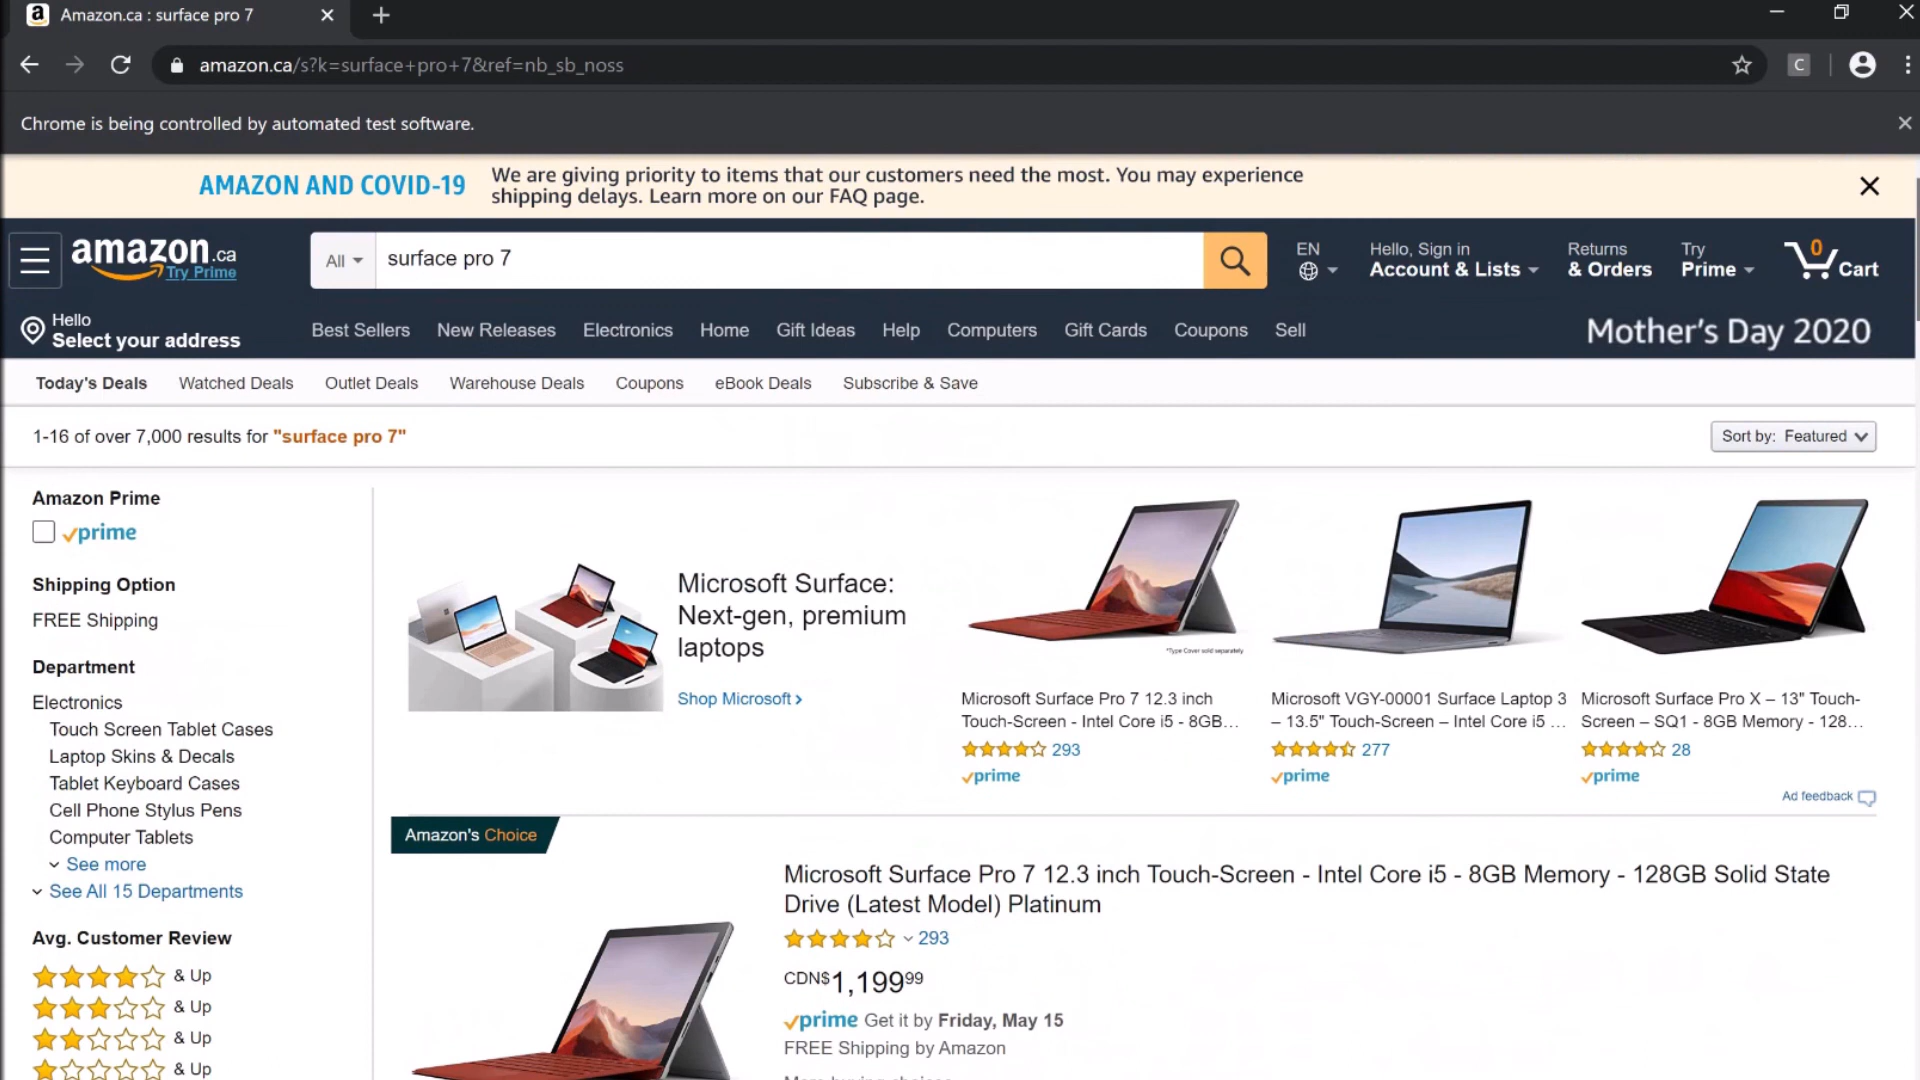 Amazon.ca : surface pro 7
amazon.ca/s?k=surface+pro+7&ref=nb_sb_noss
C
Chrome is being controlled by automated test software.
AMAZON AND COVID-19
We are giving priority to items that our customers need the most. You may experience
shipping delays. Learn more on our FAQ page.
amazon.ca
Try Prime
All
surface pro 7
EN
Hello, Sign in
Account & Lists
Returns
& Orders
Try
Prime
0
Cart
Hello
Select your address
Best Sellers
New Releases
Electronics
Home
Gift Ideas
Help
Computers
Gift Cards
Coupons
Sell
Mother's Day 2020
Today's Deals
Watched Deals
Outlet Deals
Warehouse Deals
Coupons
eBook Deals
Subscribe & Save
1-16 of over 7,000 results for "surface pro 7"
Sort by: Featured
Amazon Prime
prime
Shipping Option
FREE Shipping
Department
Electronics
Touch Screen Tablet Cases
Laptop Skins & Decals
Tablet Keyboard Cases
Cell Phone Stylus Pens
Computer Tablets
See more
See All 15 Departments
Avg. Customer Review
& Up
& Up
& Up
& Up
Microsoft Surface:
Next-gen, premium
laptops
Shop Microsoft ›
*Type Cover sold separately
Microsoft Surface Pro 7 12.3 inch
Touch-Screen - Intel Core i5 - 8GB…
293
prime
Microsoft VGY-00001 Surface Laptop 3
– 13.5" Touch-Screen – Intel Core i5 …
277
prime
Microsoft Surface Pro X – 13" Touch-
Screen – SQ1 - 8GB Memory - 128…
28
prime
Ad feedback
Amazon's Choice
Microsoft Surface Pro 7 12.3 inch Touch-Screen - Intel Core i5 - 8GB Memory - 128GB Solid State
Drive (Latest Model) Platinum
293
CDN$1,199.99
prime Get it by Friday, May 15
FREE Shipping by Amazon